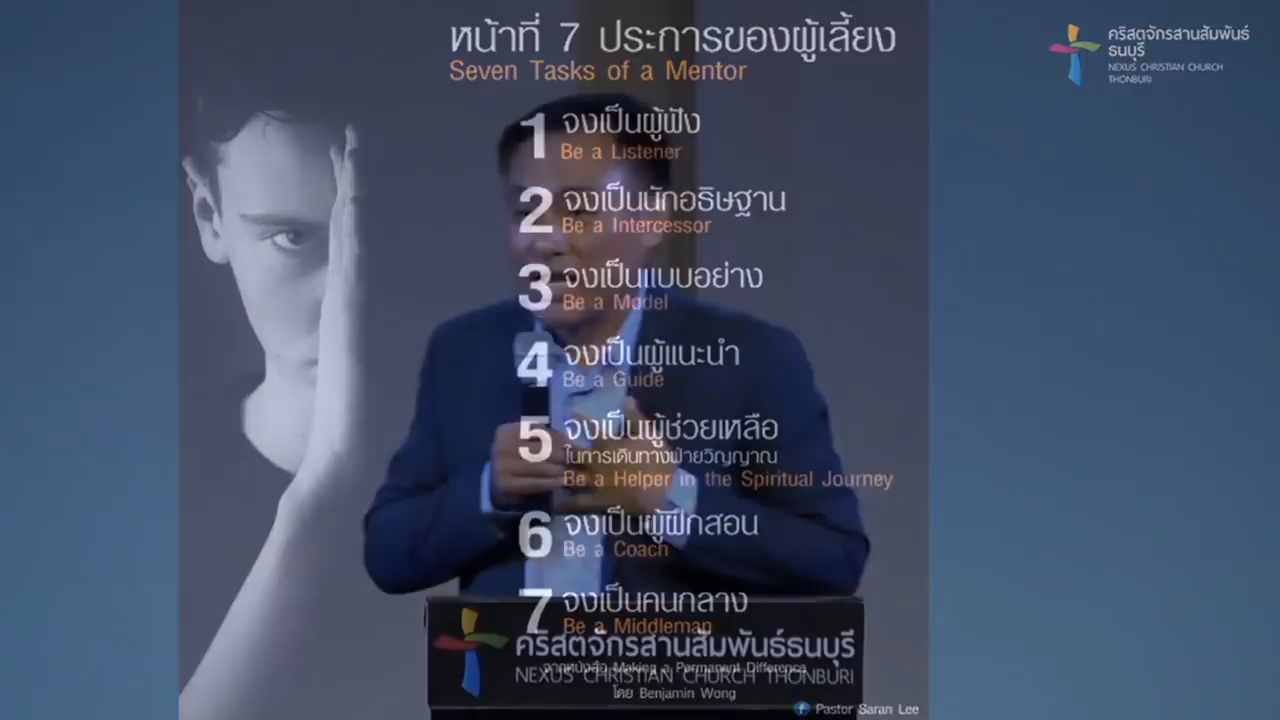 หน้าที่ 7 ประการของผู้เลี้ยง
Seven Tasks of a Mentor
คริสตจักรสานสัมพันธ์
ธนบุรี
NEXUS CHRISTIAN CHURCH
THONBURI
1 จงเป็นผู้ฟัง
Be a Listener
2 จงเป็นนักอธิษฐาน
Be a Intercessor
3 จงเป็นแบบอย่าง
Be a Model
4 จงเป็นผู้แนะนำ
Be a Guide
5 จงเป็นผู้ช่วยเหลือ
ในการเดินทางฝ่ายวิญญาณ
Be a Helper in the Spiritual Journey
6 จงเป็นผู้ฝึกสอน
Be a Coach
7 จงเป็นคนกลาง
Be a Middleman
คริสตจักรสานสัมพันธ์ธนบุรี
จากหนังสือ Making a Permanent Difference
NEXUS CHRISTIAN CHURCH THONBURI
โดย Benjamin Wong
Pastor Saran Lee